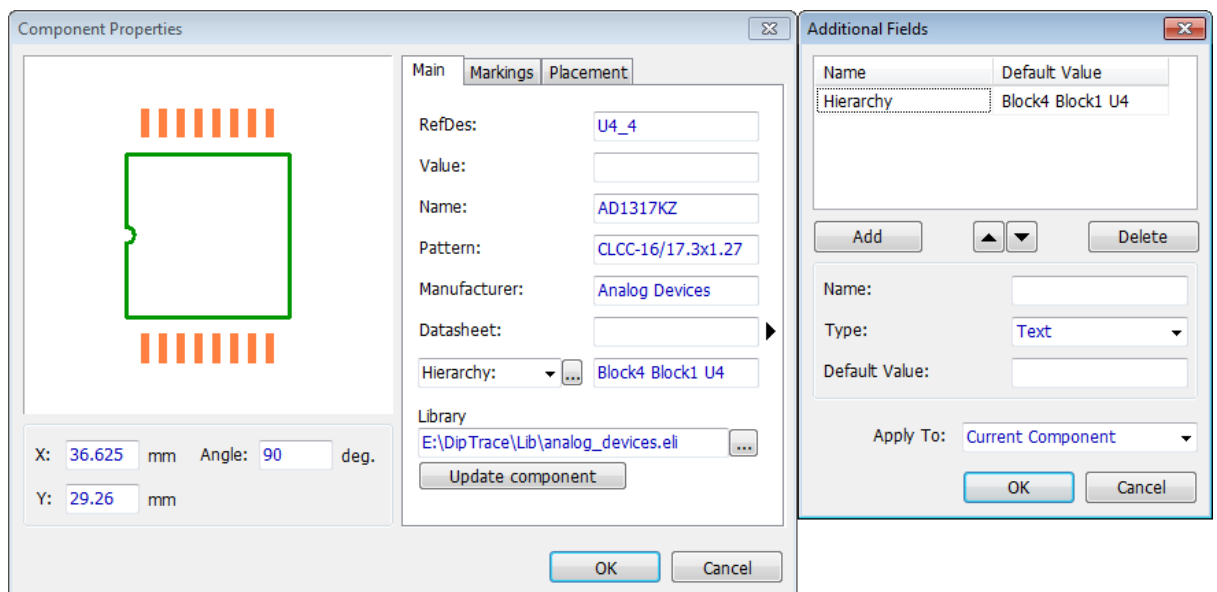 Component Properties
Main Markings Placement
RefDes: U4_4
Value:
Name: AD1317KZ
Pattern: CLCC-16/17.3x1.27
Manufacturer: Analog Devices
Datasheet:
Hierarchy: ... Block4 Block1 U4
Library
E:\DipTrace\Lib\analog_devices.eli ...
Update component
X: 36.625 mm Angle: 90 deg.
Y: 29.26 mm
OK Cancel
Additional Fields
Name Default Value
Hierarchy Block4 Block1 U4
Add Delete
Name:
Type: Text
Default Value:
Apply To: Current Component
OK Cancel